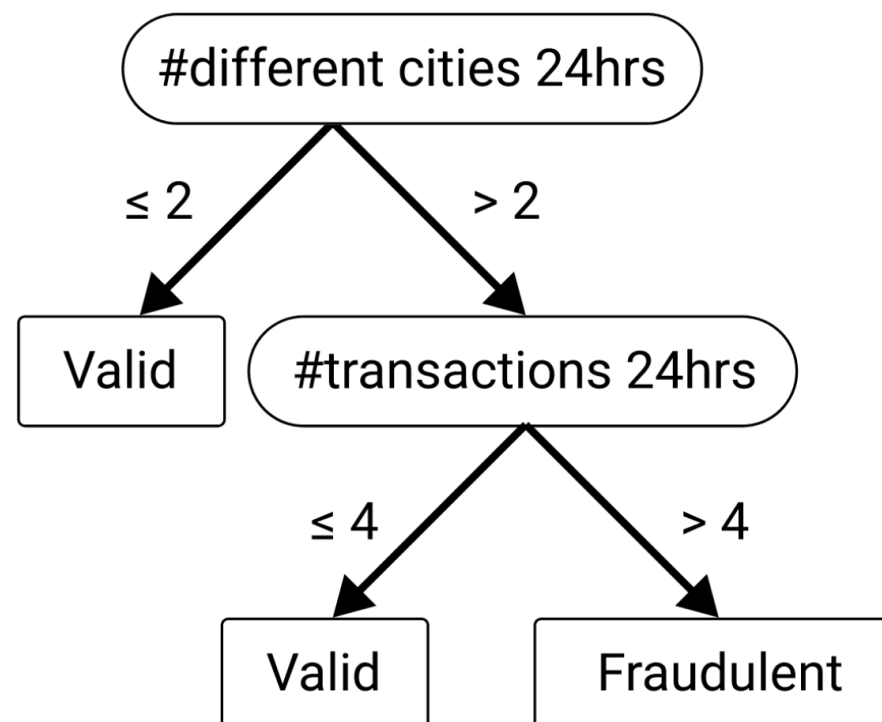 #different cities 24hrs
≤ 2
> 2
Valid
#transactions 24hrs
≤ 4
> 4
Valid
Fraudulent